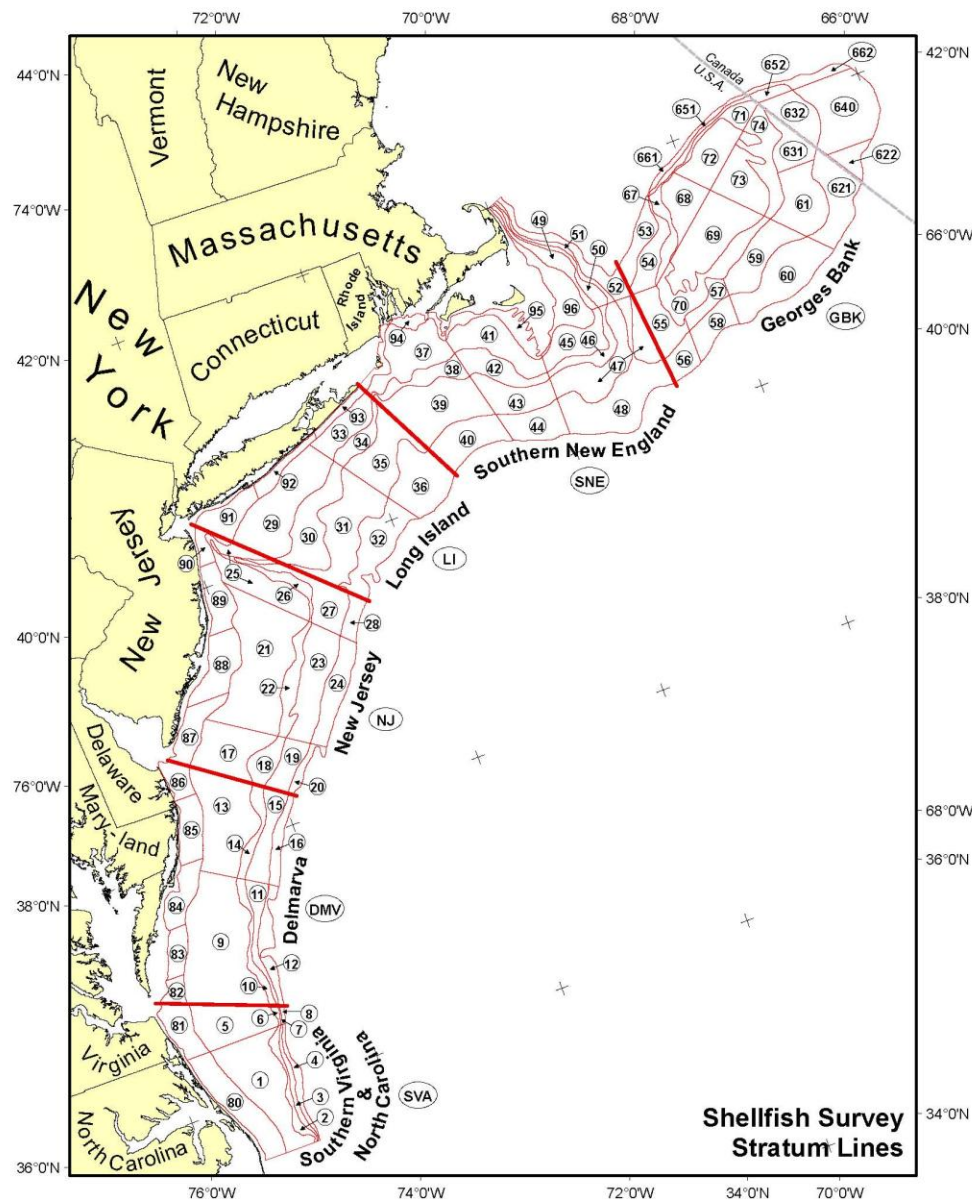 72°0'W 70°0'W 68°0'W 66°0'W
44°0'N
42°0'N
Canada
U.S.A.
662
652
640
632
651
71
74
Vermont
New
Hampshire
72
631
622
661
73
621
74°0'W
67
68
61
66°0'W
49
51
50
53
69
Massachusetts
54
59
60
52
57
70
58
55
Georges Bank
GBK
40°0'N
New
York
Connecticut
Rhode
Island
95
96
94
37
41
45
46
47
56
42°0'N
38
42
48
39
43
44
93
33
34
40
35
Southern New England
SNE
92
36
91
29
31
30
32
Long Island
LI
90
25
26
89
27
28
38°0'N
New
Jersey
40°0'N
21
88
23
22
24
New Jersey
NJ
87
17
18
19
20
Delaware
86
76°0'W
13
15
68°0'W
Mary-
land
85
14
16
36°0'N
11
Delmarva
DMV
84
38°0'N
9
83
12
82
10
81
5
6
8
7
Virginia
4
1
3
80
2
Southern Virginia
&
North Carolina
SVA
North
Carolina
34°0'N
Shellfish Survey
Stratum Lines
36°0'N
76°0'W 74°0'W 72°0'W 34°0'N 70°0'W